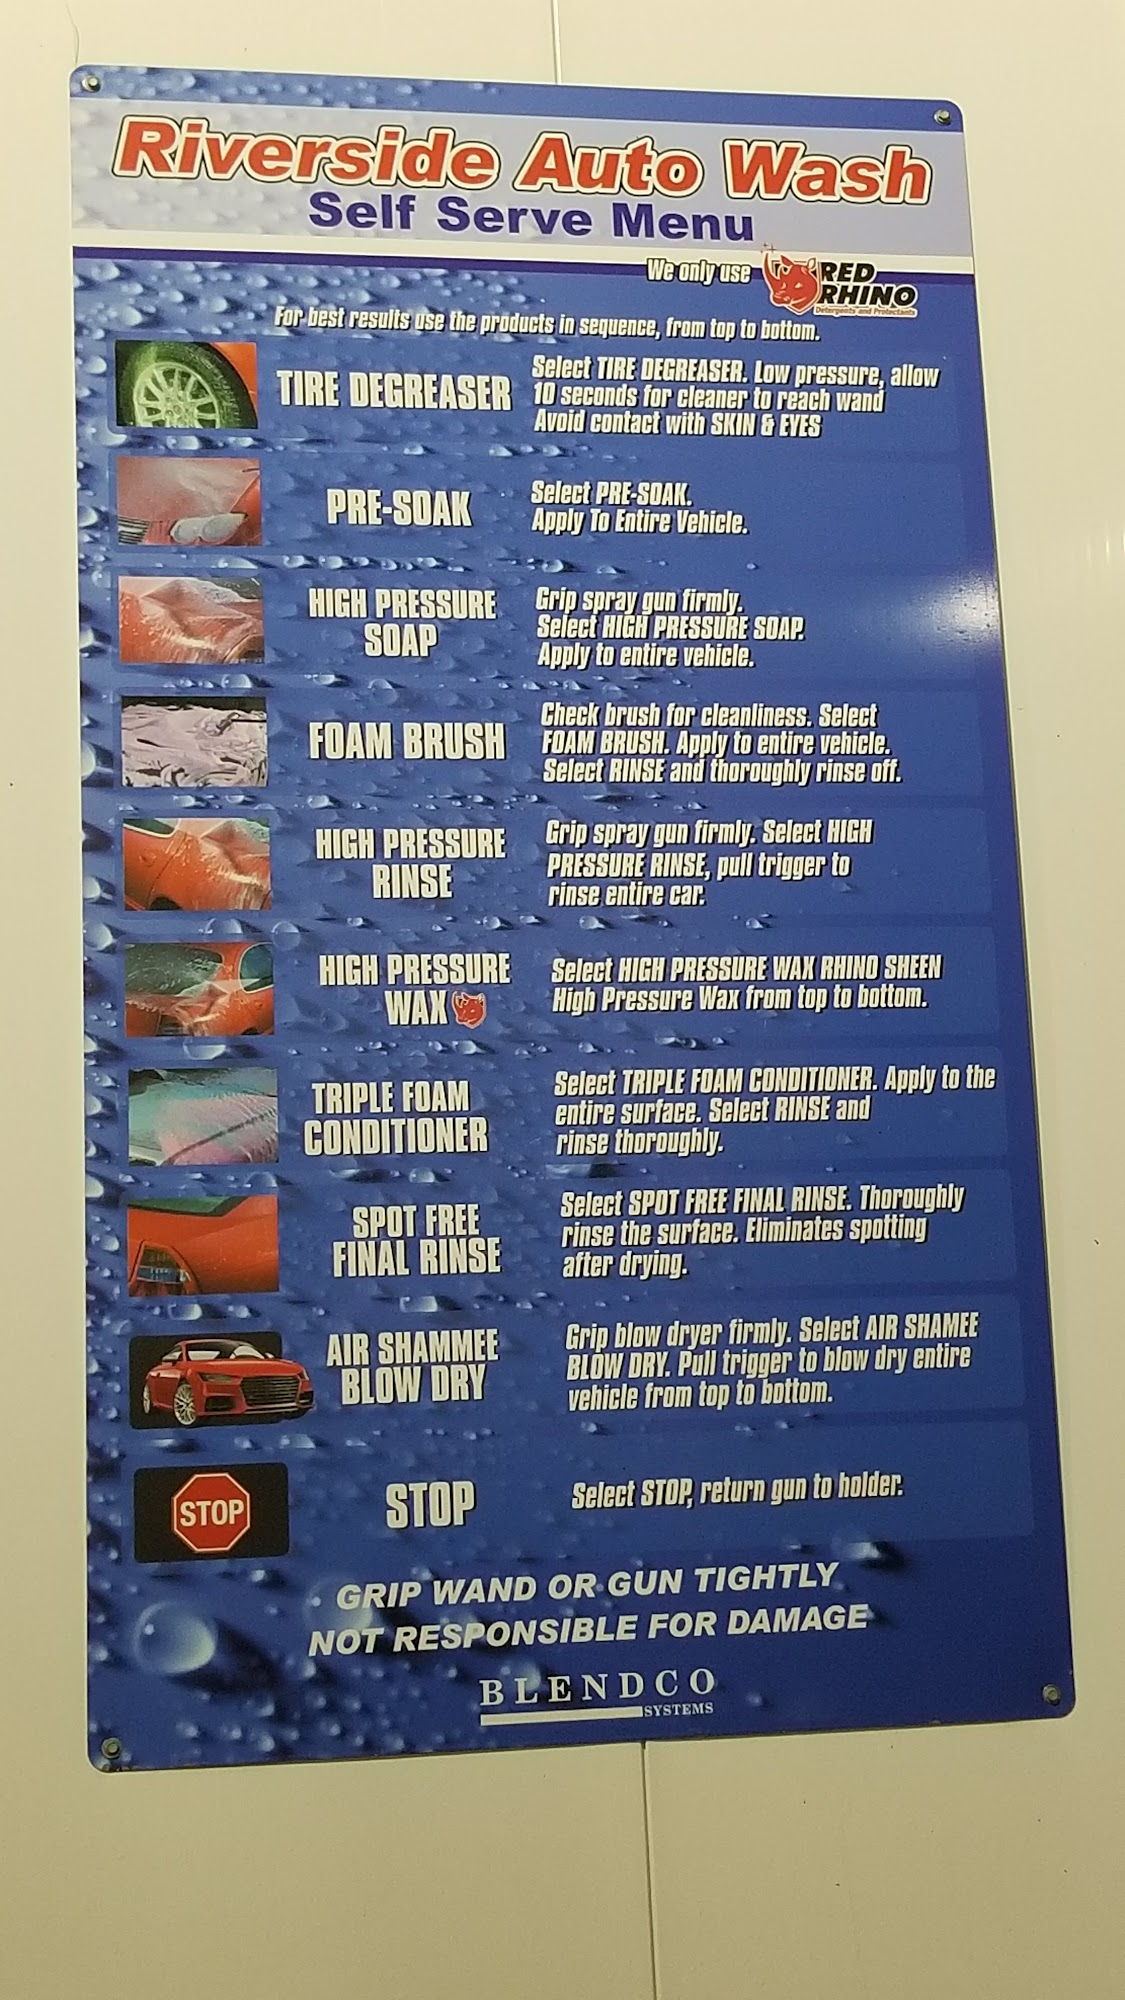 Riverside Auto Wash
Self Serve Menu
We only use
RED
RHINO
Detergents and Protectants
For best results use the products in sequence, from top to bottom.
TIRE DEGREASER
Select TIRE DEGREASER. Low pressure, allow
10 seconds for cleaner to reach wand
Avoid contact with SKIN & EYES
PRE-SOAK
Select PRE-SOAK.
Apply To Entire Vehicle.
HIGH PRESSURE
SOAP
Grip spray gun firmly.
Select HIGH PRESSURE SOAP.
Apply to entire vehicle.
FOAM BRUSH
Check brush for cleanliness. Select
FOAM BRUSH. Apply to entire vehicle.
Select RINSE and thoroughly rinse off.
HIGH PRESSURE
RINSE
Grip spray gun firmly. Select HIGH
PRESSURE RINSE, pull trigger to
rinse entire car.
HIGH PRESSURE
WAX
Select HIGH PRESSURE WAX RHINO SHEEN
High Pressure Wax from top to bottom.
TRIPLE FOAM
CONDITIONER
Select TRIPLE FOAM CONDITIONER. Apply to the
entire surface. Select RINSE and
rinse thoroughly.
SPOT FREE
FINAL RINSE
Select SPOT FREE FINAL RINSE. Thoroughly
rinse the surface. Eliminates spotting
after drying.
AIR SHAMMEE
BLOW DRY
Grip blow dryer firmly. Select AIR SHAMEE
BLOW DRY. Pull trigger to blow dry entire
vehicle from top to bottom.
STOP
STOP
Select STOP, return gun to holder.
GRIP WAND OR GUN TIGHTLY
NOT RESPONSIBLE FOR DAMAGE
BLENDCO
SYSTEMS